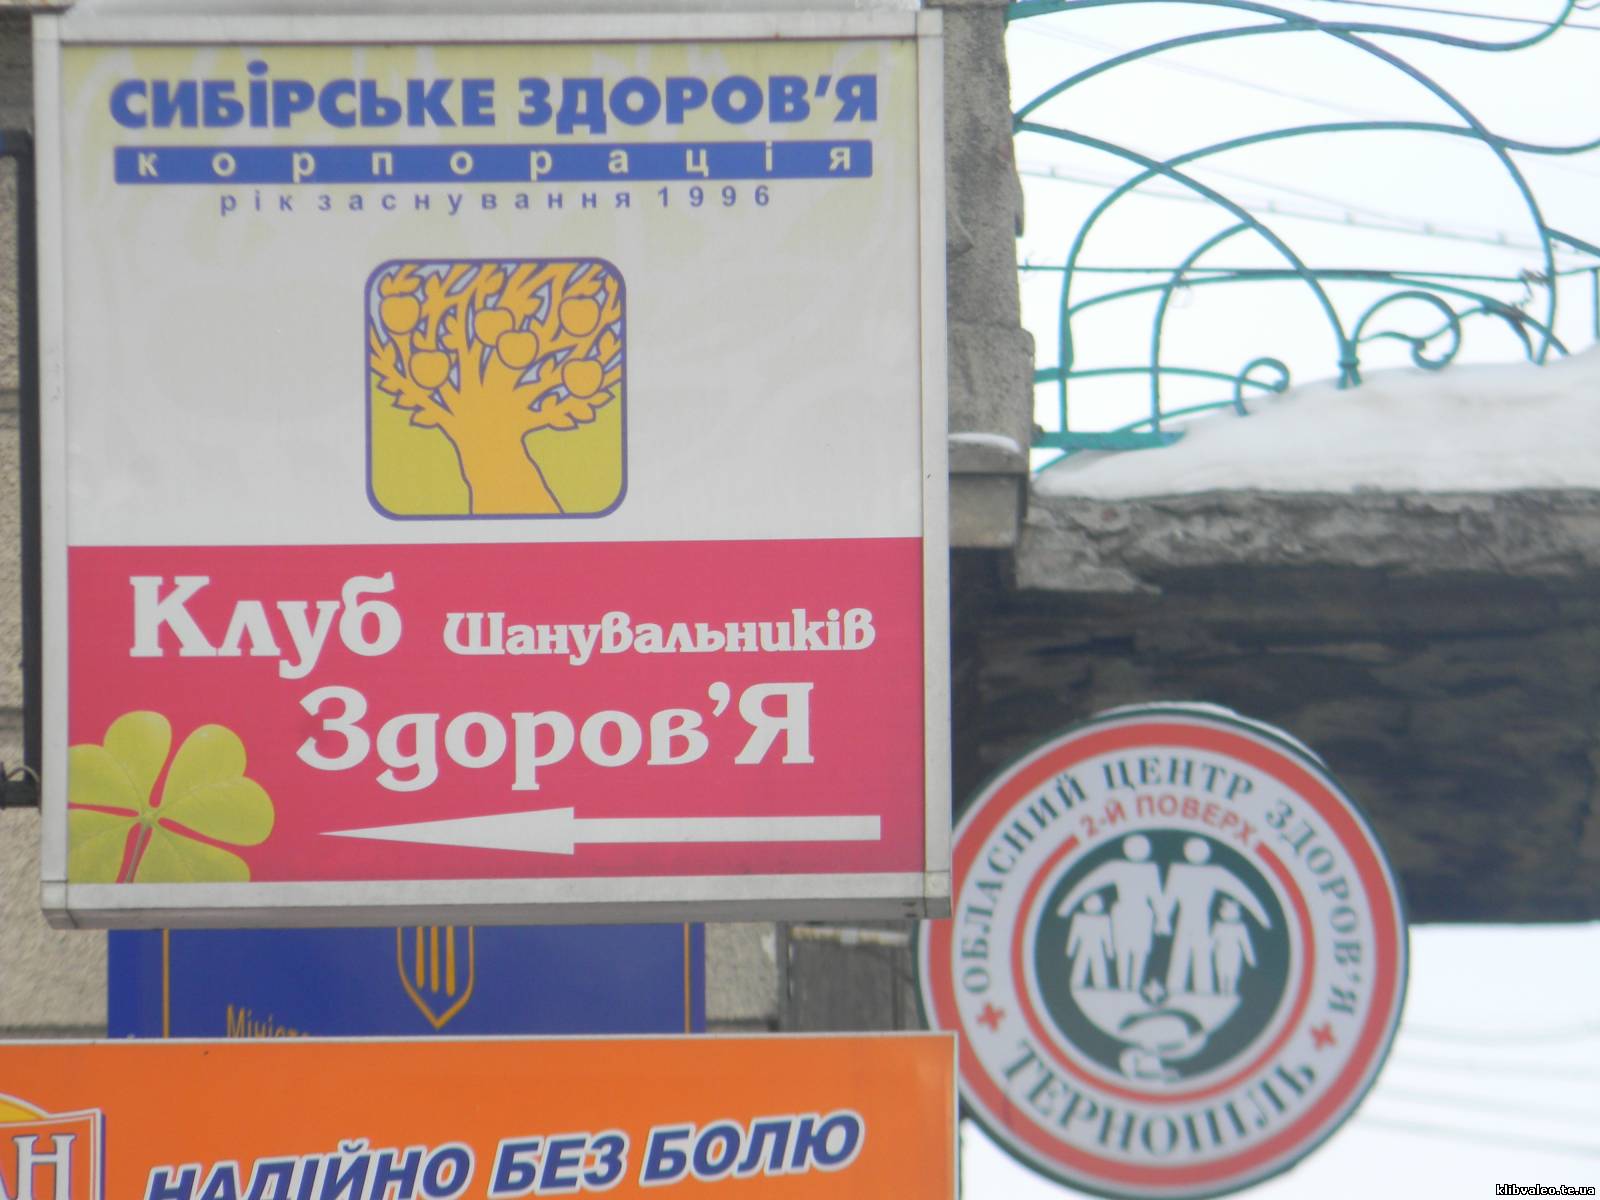 СИБІРСЬКЕ ЗДОРОВ'Я
корпорація
рік заснування 1996
Клуб Шанувальників
Здоров'Я
ОБЛАСНИЙ ЦЕНТР ЗДОРОВ'Я
2-Й ПОВЕРХ
ТЕРНОПІЛЬ
НАДІЙНО БЕЗ БОЛЮ
klibvaleo.te.ua